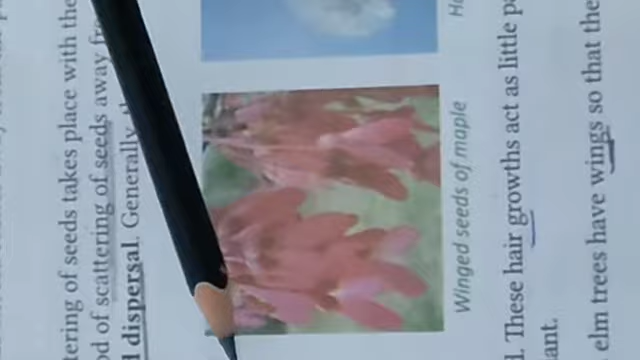 tering of seeds takes place with the
od of scattering of seeds away
dispersal. Generally
Winged seeds of maple
These hair growths act as little
ant.
elm trees have wings so that the